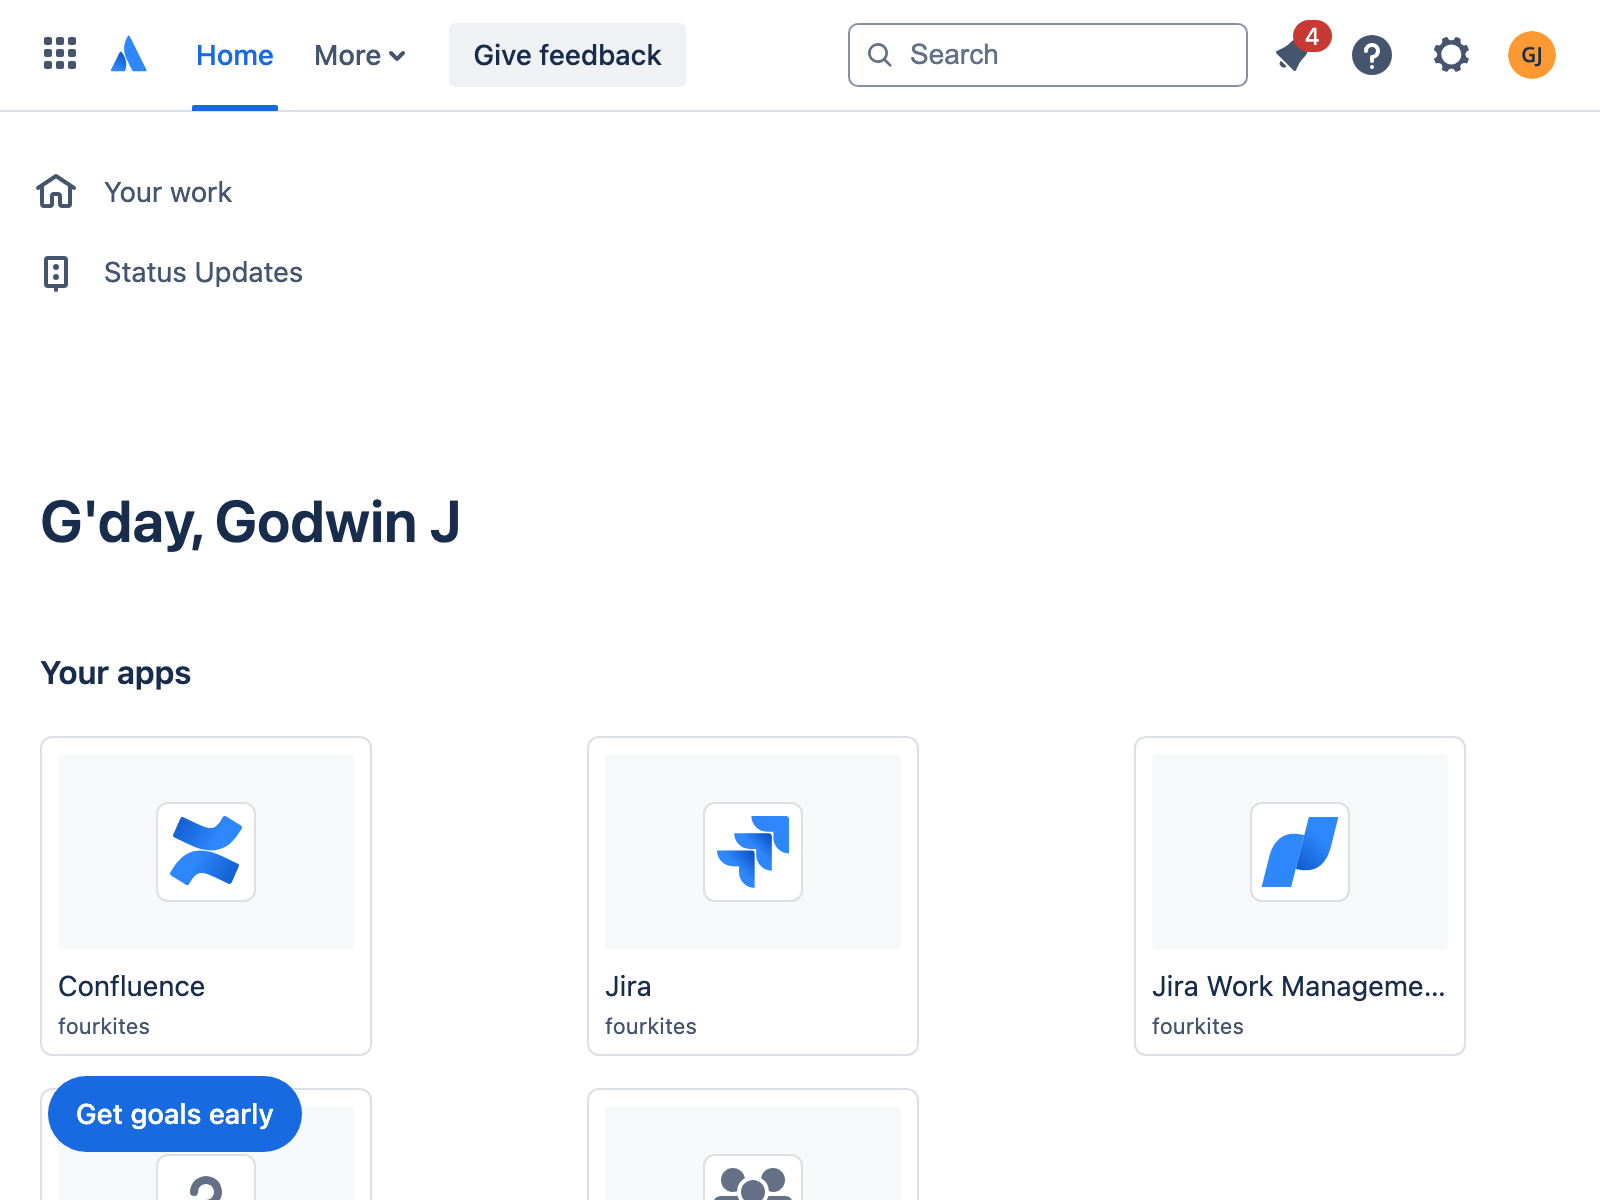 Home
More
Give feedback
Search
4
GJ
Your work
Status Updates
G'day, Godwin J
Your apps
Confluence
fourkites
Jira
fourkites
Jira Work Manageme...
fourkites
Get goals early